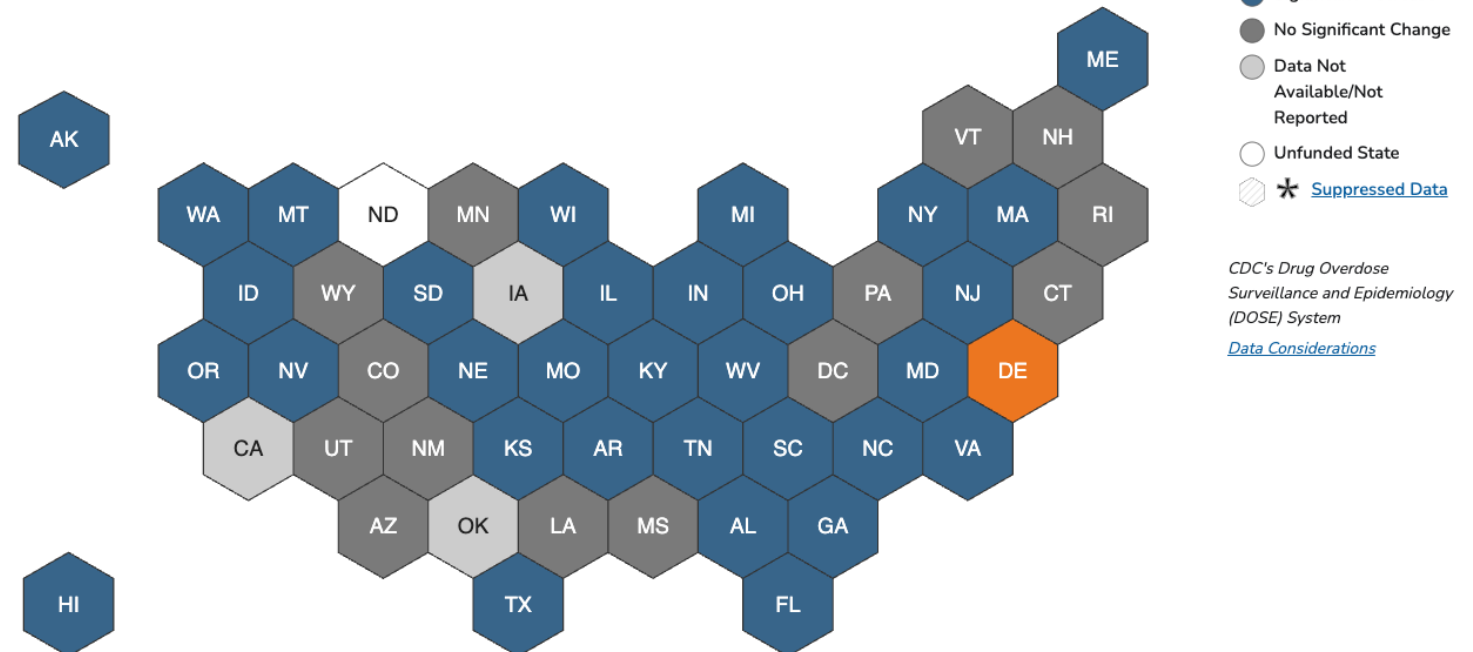 No Significant Change
ME
Data Not
Available/Not
Reported
AK
VT NH
Unfunded State
* Suppressed Data
WA MT ND MN WI MI NY MA RI
CDC's Drug Overdose
Surveillance and Epidemiology
(DOSE) System
ID WY SD IA IL IN OH PA NJ CT
Data Considerations
OR NV CO NE MO KY WV DC MD DE
CA UT NM KS AR TN SC NC VA
AZ OK LA MS AL GA
HI TX FL